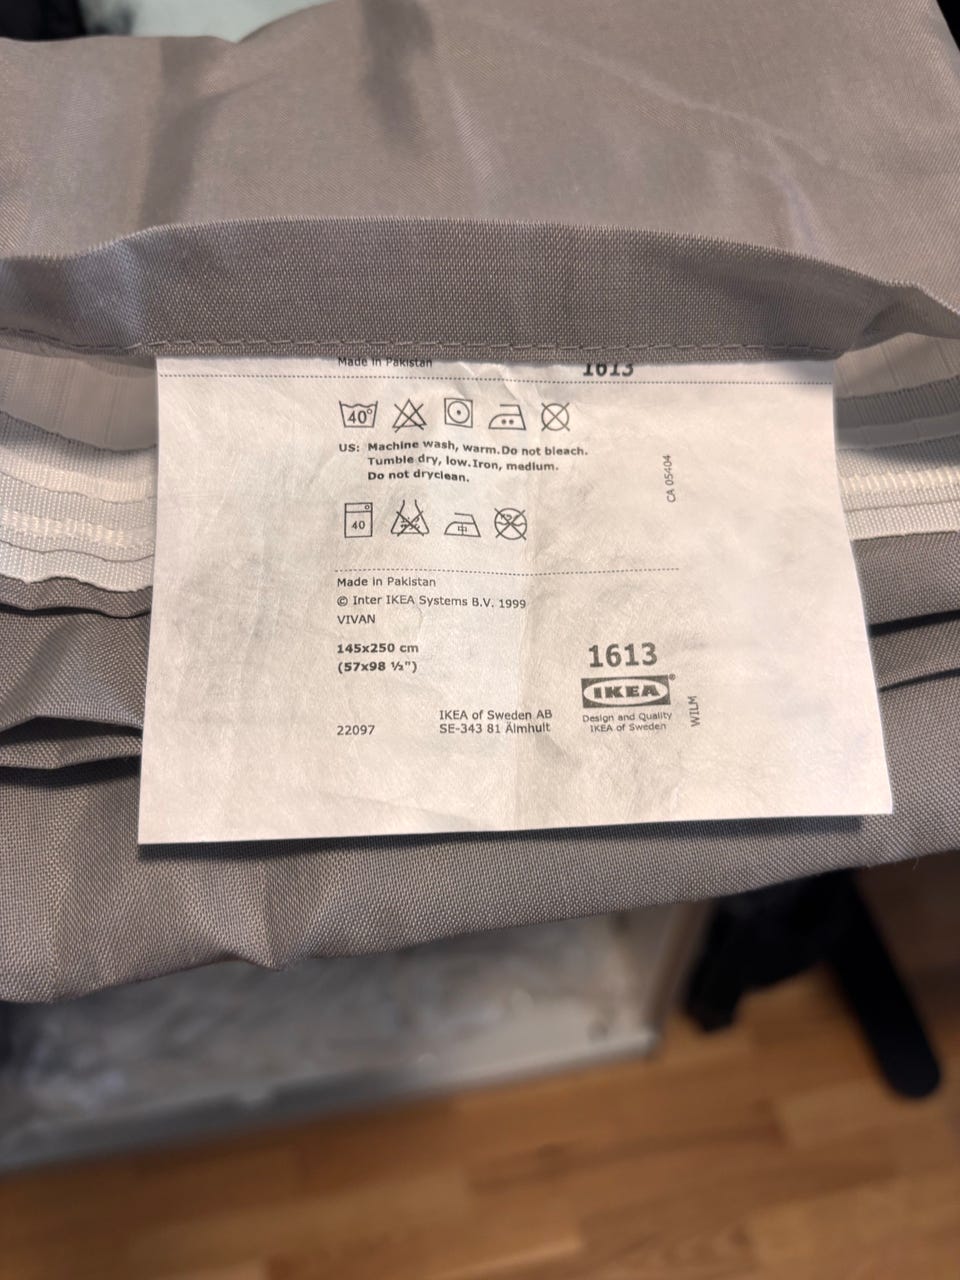 Made in Pakistan
1613
40°
US: Machine wash, warm.Do not bleach.
Tumble dry, low.Iron, medium.
Do not dryclean.
CA 05404
40
中
Made in Pakistan
© Inter IKEA Systems B.V. 1999
VIVAN
145x250 cm
(57x98 ½")
1613
IKEA®
Design and Quality
IKEA of Sweden
WILM
22097
IKEA of Sweden AB
SE-343 81 Älmhult